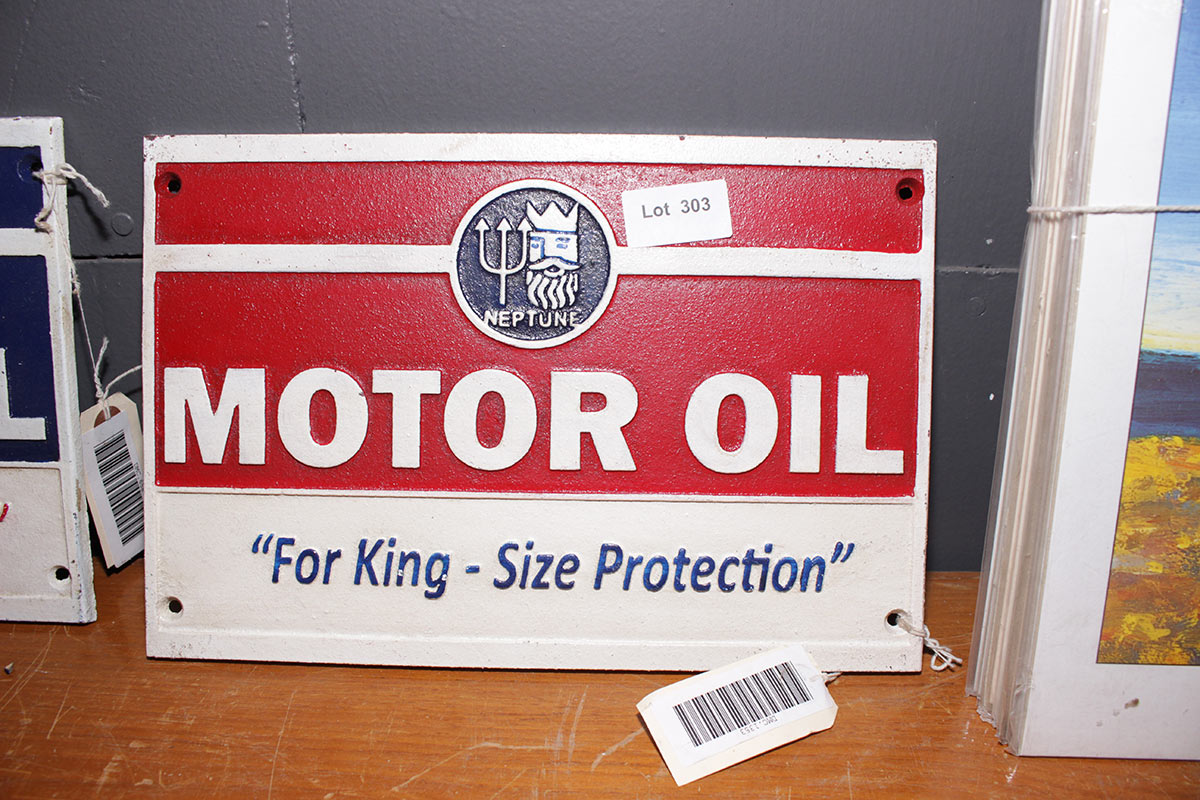 Lot 303
NEPTUNE
MOTOR OIL
“For King - Size Protection”
L